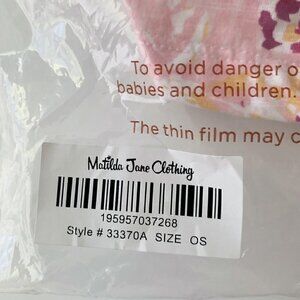 To avoid danger o
babies and children.
The thin film may c
Matilda Jane Clothing
195957037268
Style # 33370A SIZE OS